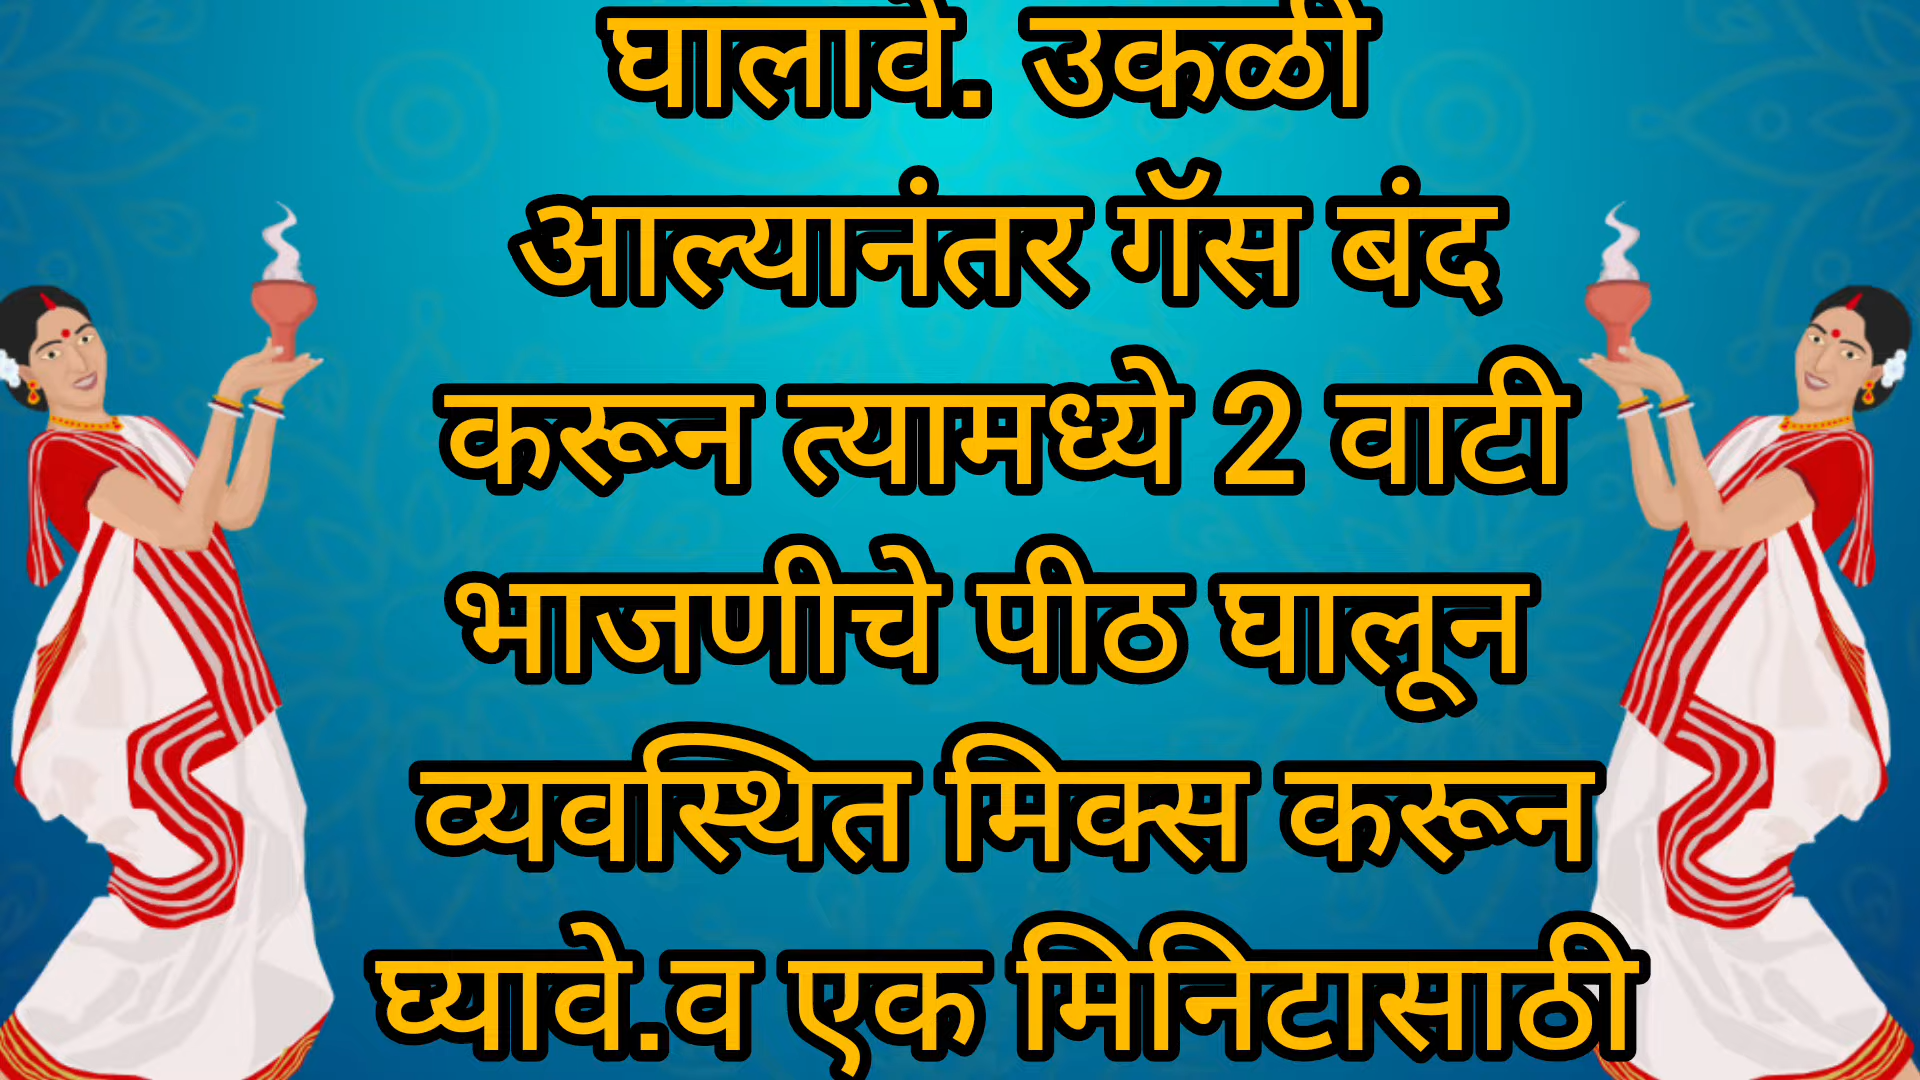 घालावे. उकळी
आल्यानंतर गॅस बंद
करून त्यामध्ये 2 वाटी
भाजणीचे पीठ घालून
व्यवस्थित मिक्स करून
घ्यावे.व एक मिनिटासाठी